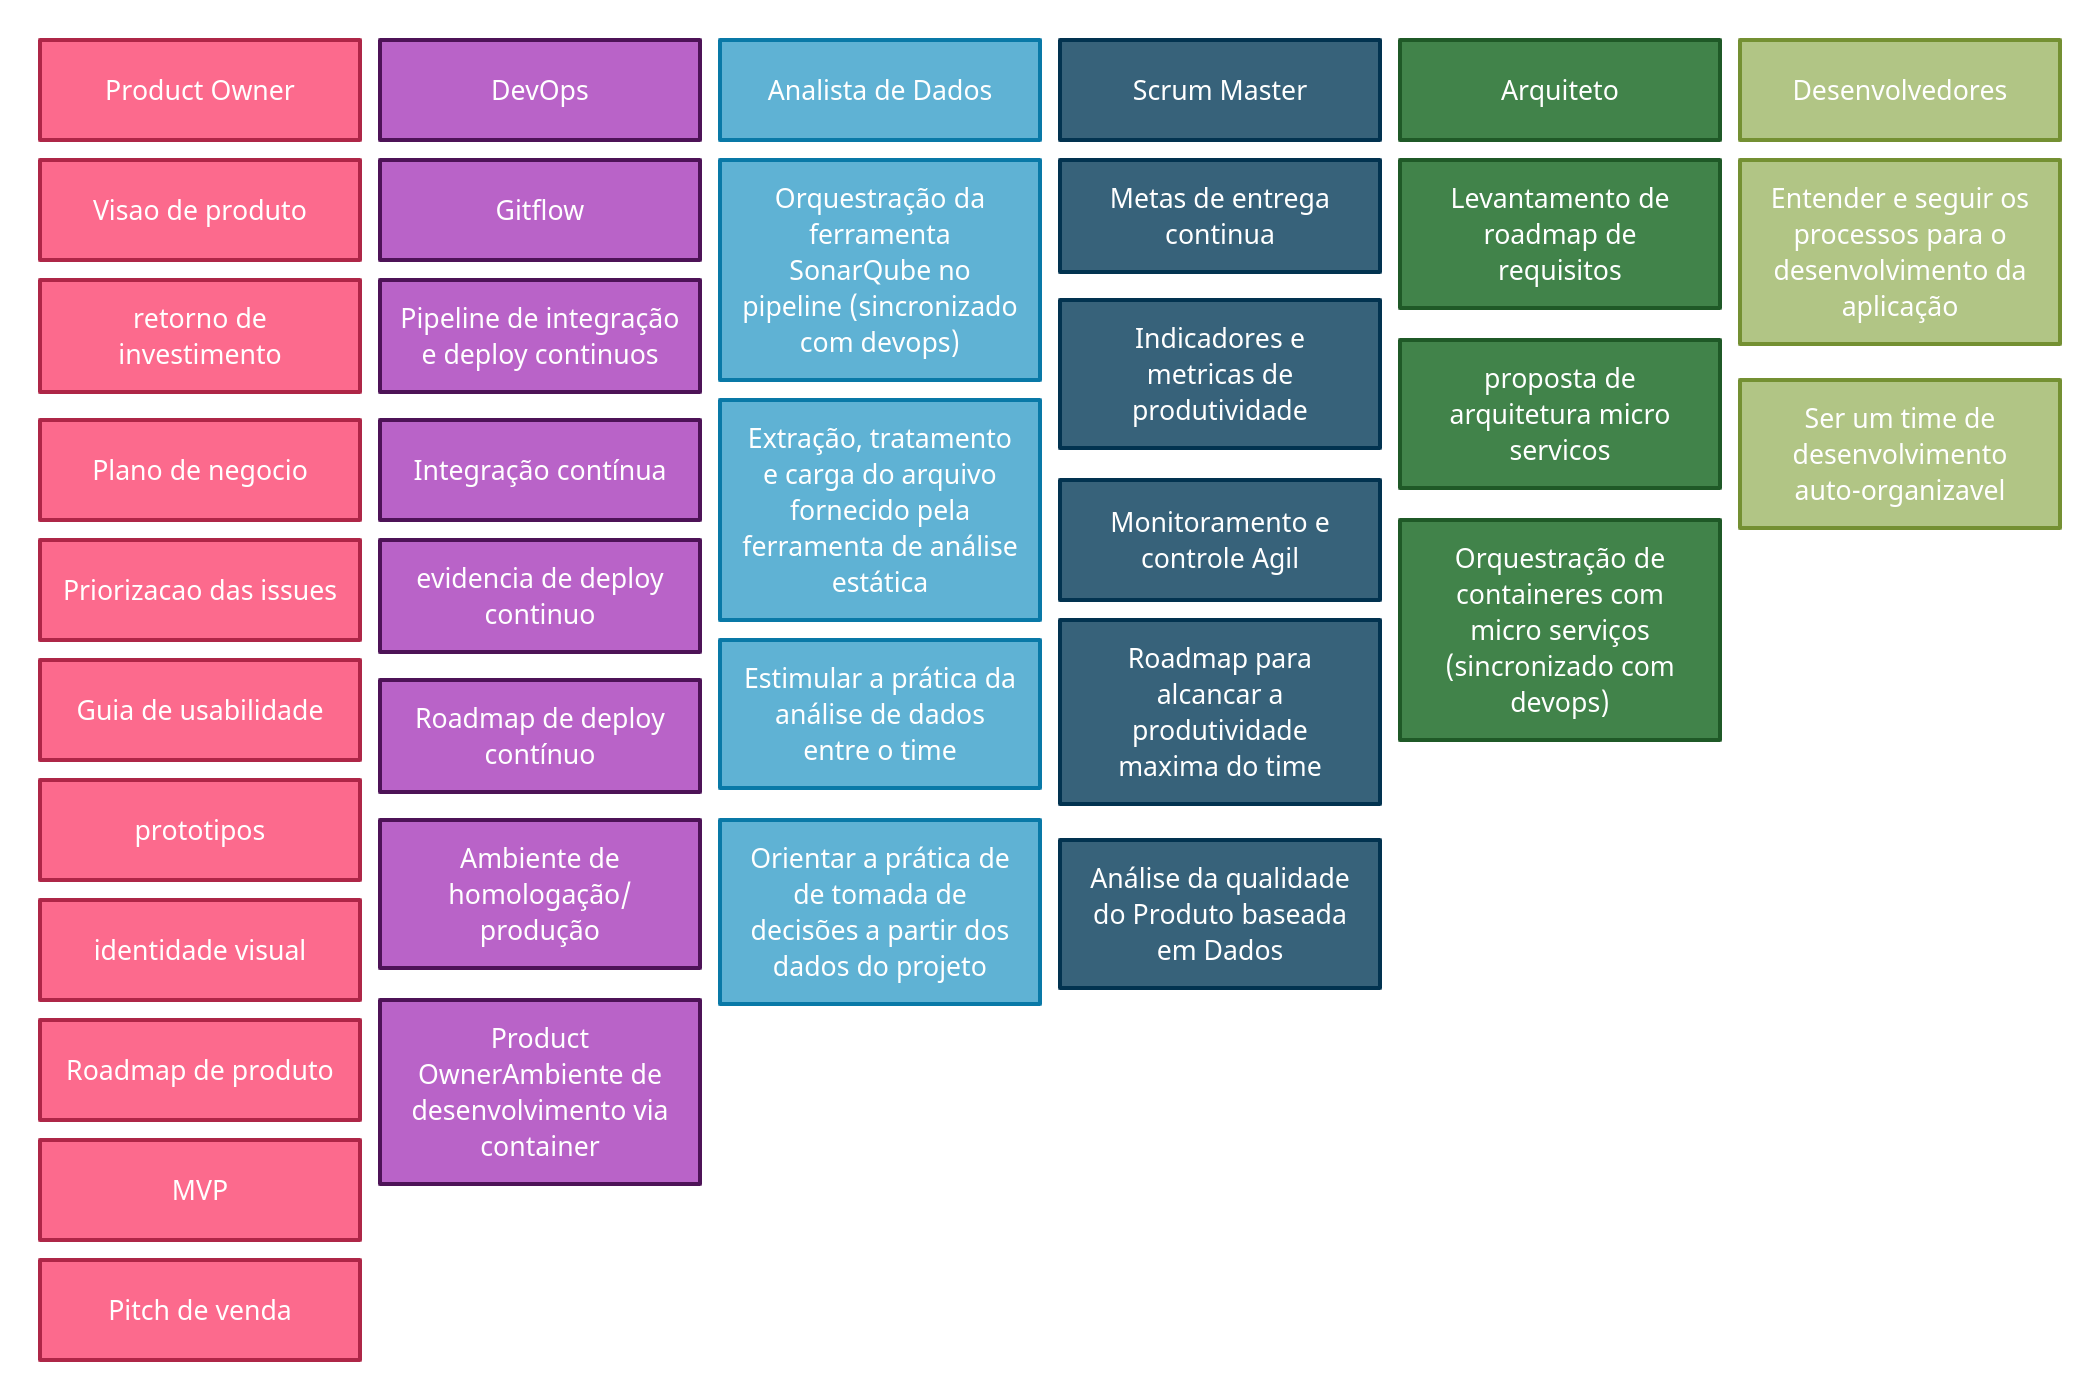 Product Owner
Visao de produto
retorno de
investimento
Plano de negocio
Priorizacao das issues
Guia de usabilidade
prototipos
identidade visual
Roadmap de produto
MVP
Pitch de venda
DevOps
Gitflow
Pipeline de integração
e deploy continuos
Integração contínua
evidencia de deploy
continuo
Roadmap de deploy
contínuo
Ambiente de
homologação/
produção
Product
OwnerAmbiente de
desenvolvimento via
container
Analista de Dados
Orquestração da
ferramenta
SonarQube no
pipeline (sincronizado
com devops)
Extração, tratamento
e carga do arquivo
fornecido pela
ferramenta de análise
estática
Estimular a prática da
análise de dados
entre o time
Orientar a prática de
de tomada de
decisões a partir dos
dados do projeto
Scrum Master
Metas de entrega
continua
Indicadores e
metricas de
produtividade
Monitoramento e
controle Agil
Roadmap para
alcancar a
produtividade
maxima do time
Análise da qualidade
do Produto baseada
em Dados
Arquiteto
Levantamento de
roadmap de
requisitos
proposta de
arquitetura micro
servicos
Orquestração de
containeres com
micro serviços
(sincronizado com
devops)
Desenvolvedores
Entender e seguir os
processos para o
desenvolvimento da
aplicação
Ser um time de
desenvolvimento
auto-organizavel